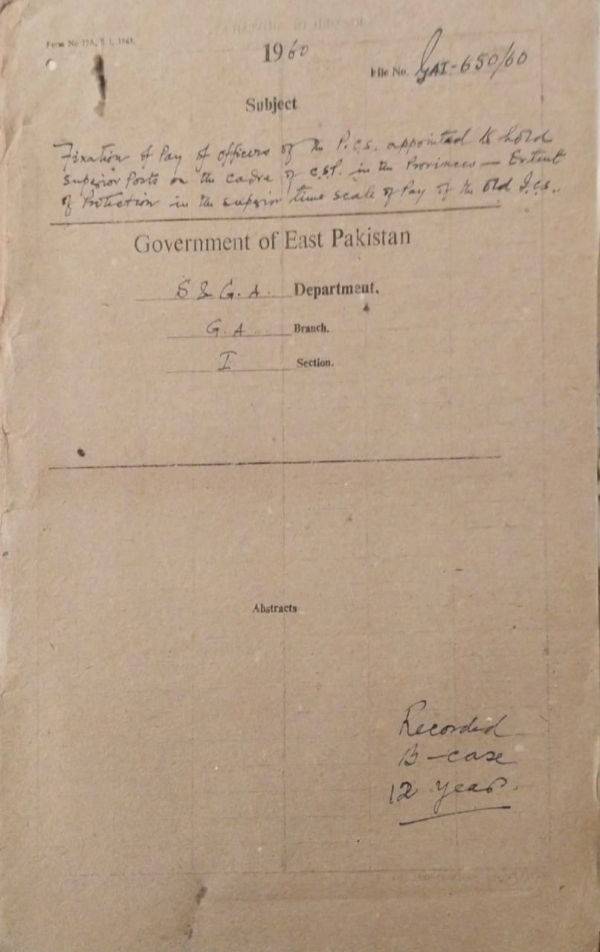 1960
File No. GAI-650/60
Subject
Fixation of Pay of officers of the P.C.S. appointed to hold
superior Posts on the cadre of C.S.P. in the Provinces — Extent
of Protection in the superior time scale of Pay of the old I.C.S.
Government of East Pakistan
S & G. A. Department.
G. A Branch.
I Section.
Abstracts
Recorded
B-case
12 years.